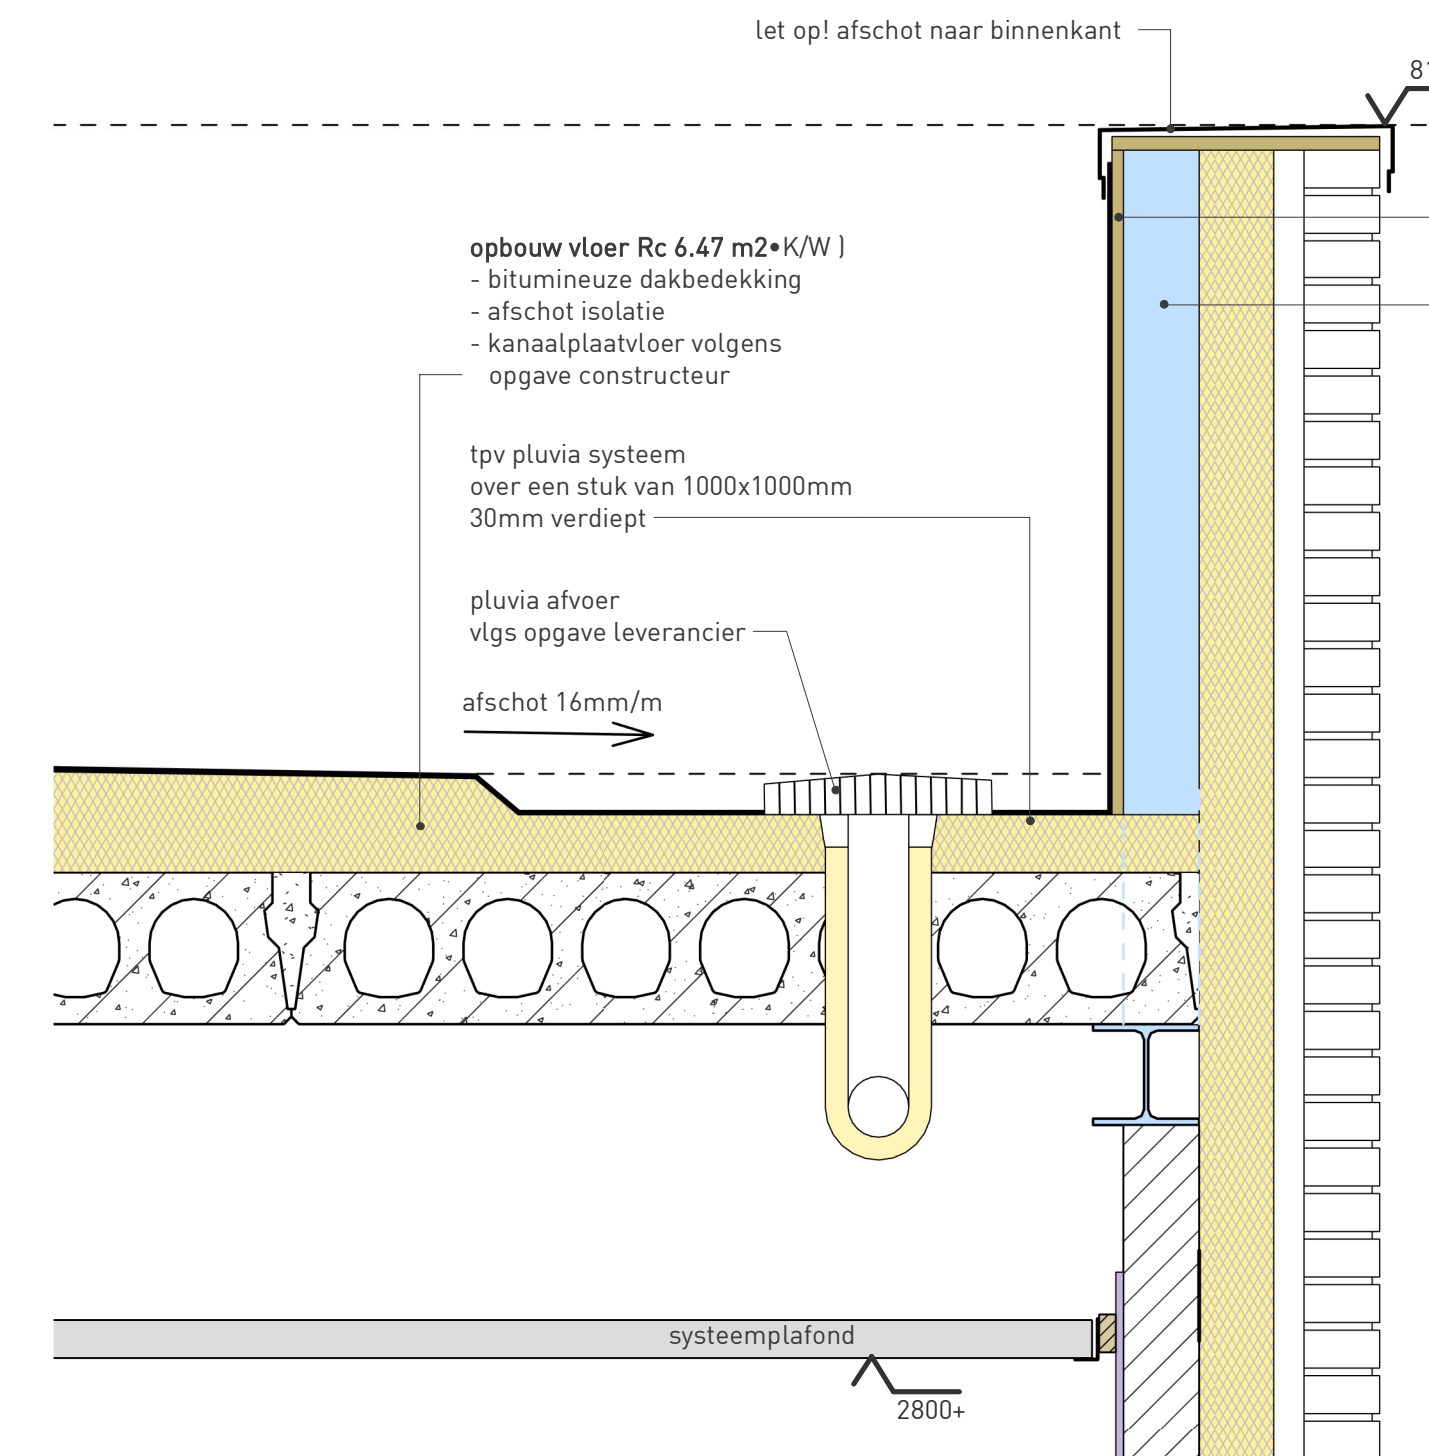 let op! afschot naar binnenkant
opbouw vloer Rc 6.47 m2•K/W )
- bitumineuze dakbedekking
- afschot isolatie
- kanaalplaatvloer volgens
opgave constructeur
tpv pluvia systeem
over een stuk van 1000x1000mm
30mm verdiept
pluvia afvoer
vlgs opgave leverancier
afschot 16mm/m
systeemplafond
2800+